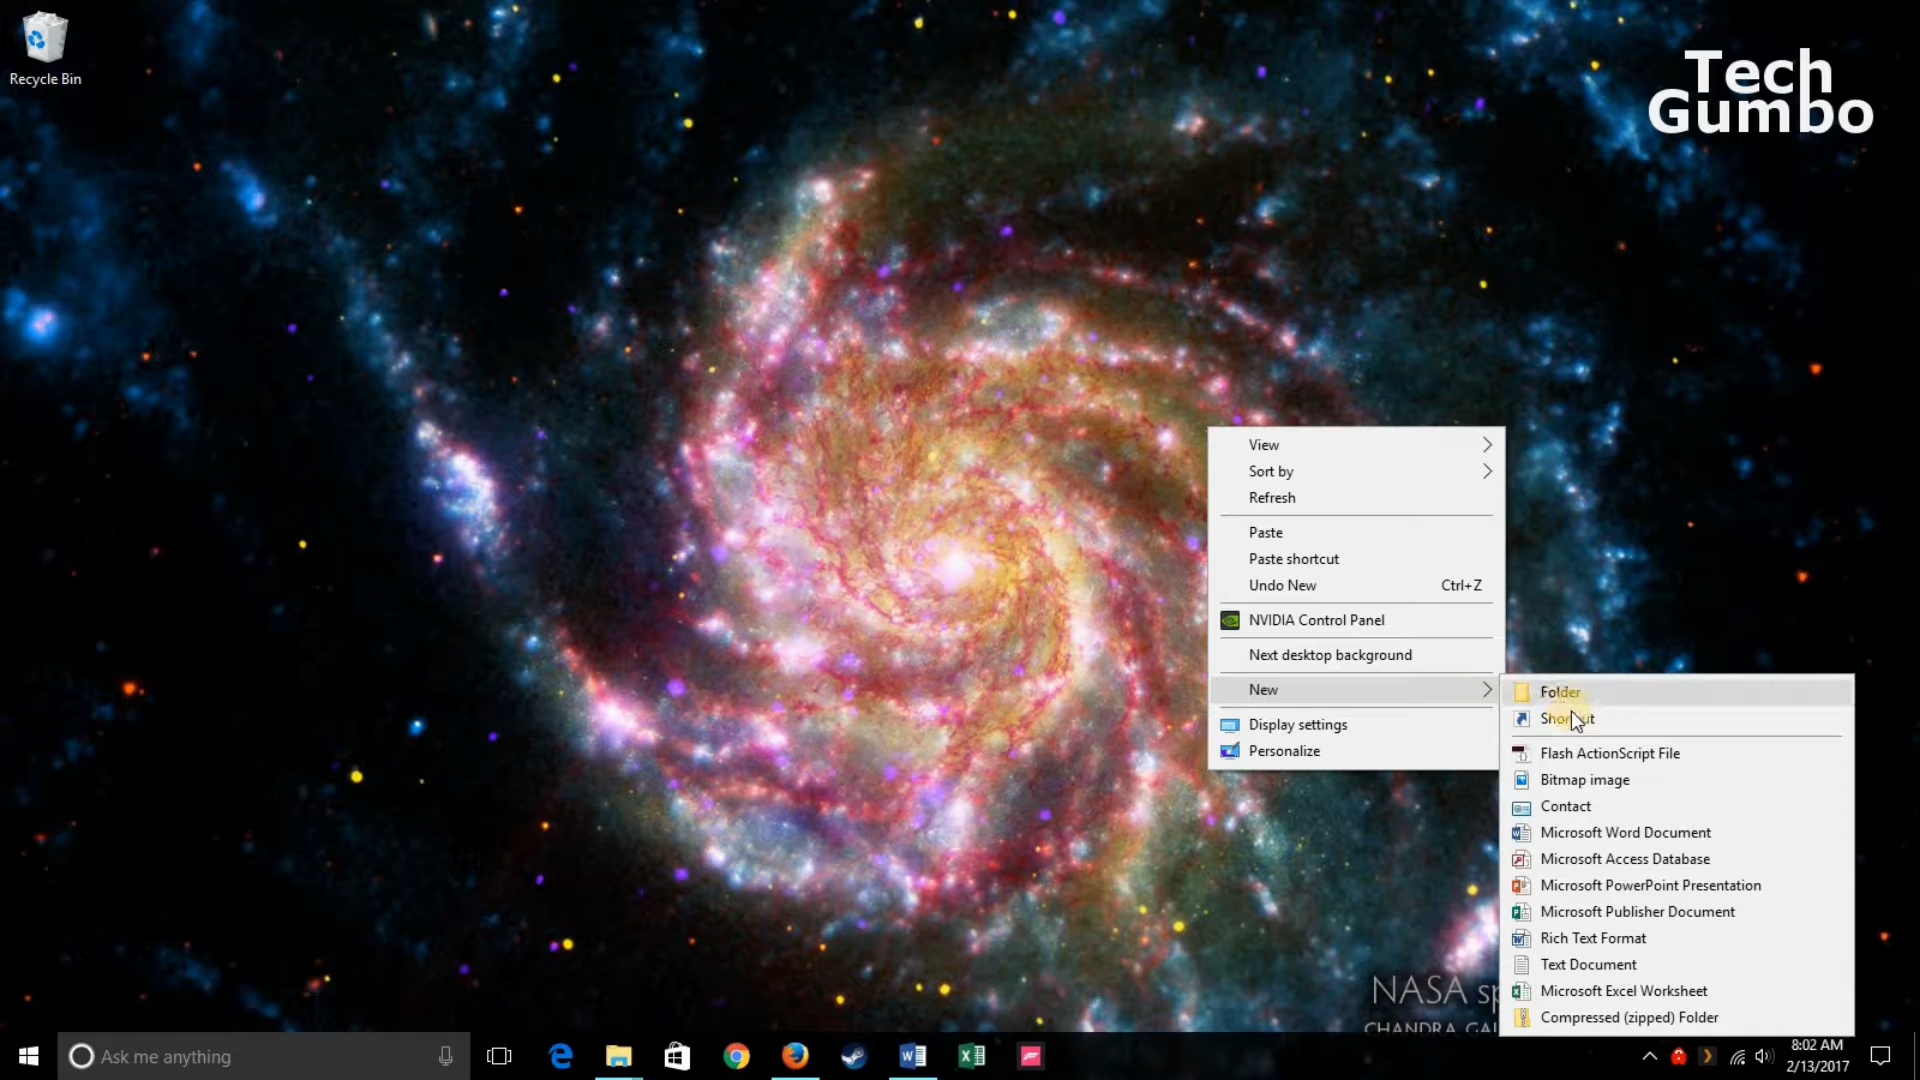 Recycle Bin
Tech
Gumbo
View
Sort by
Refresh
Paste
Paste shortcut
Undo New Ctrl+Z
NVIDIA Control Panel
Next desktop background
New
Display settings
Personalize
Folder
Shortcut
Flash ActionScript File
Bitmap image
Contact
Microsoft Word Document
Microsoft Access Database
Microsoft PowerPoint Presentation
Microsoft Publisher Document
Rich Text Format
Text Document
Microsoft Excel Worksheet
Compressed (zipped) Folder
NASA
CHANDRA
Ask me anything
8:02 AM
2/13/2017